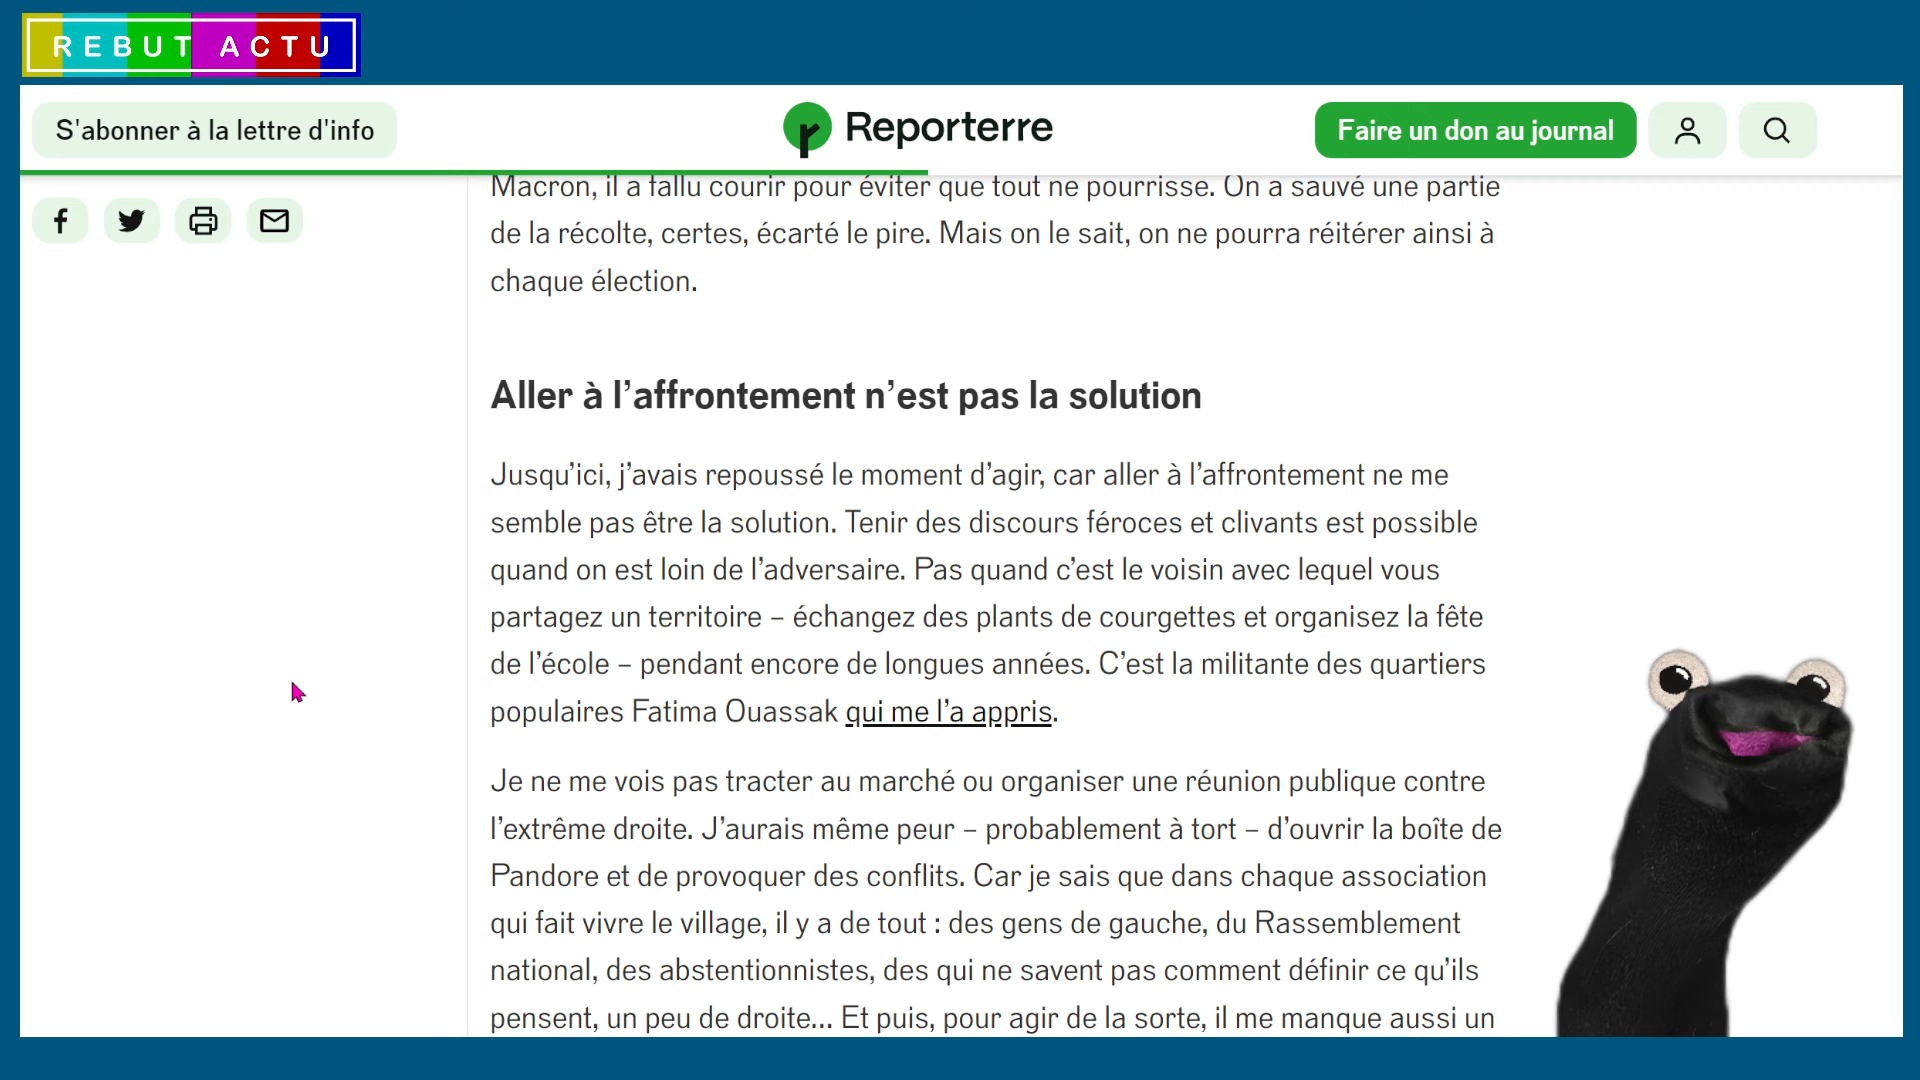 REBUT ACTU
S'abonner à la lettre d'info
Reporterre
Faire un don au journal
Macron, il a fallu courir pour éviter que tout ne pourrisse. On a sauvé une partie
de la récolte, certes, écarté le pire. Mais on le sait, on ne pourra réitérer ainsi à
chaque élection.
Aller à l’affrontement n’est pas la solution
Jusqu’ici, j’avais repoussé le moment d’agir, car aller à l’affrontement ne me
semble pas être la solution. Tenir des discours féroces et clivants est possible
quand on est loin de l’adversaire. Pas quand c’est le voisin avec lequel vous
partagez un territoire – échangez des plants de courgettes et organisez la fête
de l’école – pendant encore de longues années. C’est la militante des quartiers
populaires Fatima Ouassak qui me l’a appris.
Je ne me vois pas tracter au marché ou organiser une réunion publique contre
l’extrême droite. J’aurais même peur – probablement à tort – d’ouvrir la boîte de
Pandore et de provoquer des conflits. Car je sais que dans chaque association
qui fait vivre le village, il y a de tout : des gens de gauche, du Rassemblement
national, des abstentionnistes, des qui ne savent pas comment définir ce qu’ils
pensent, un peu de droite… Et puis, pour agir de la sorte, il me manque aussi un